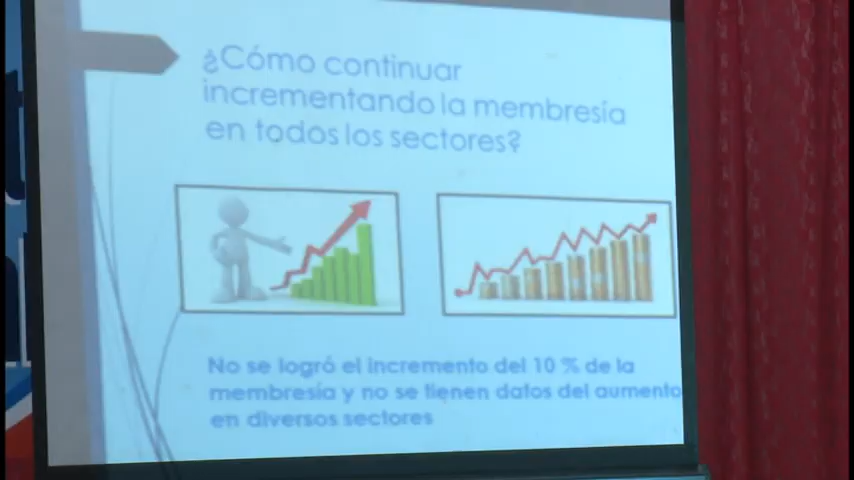 ¿Cómo continuar
incrementando la membresía
en todos los sectores?
No se logró el incremento del 10 % de la
membresía y no se tienen datos del aumento
en diversos sectores